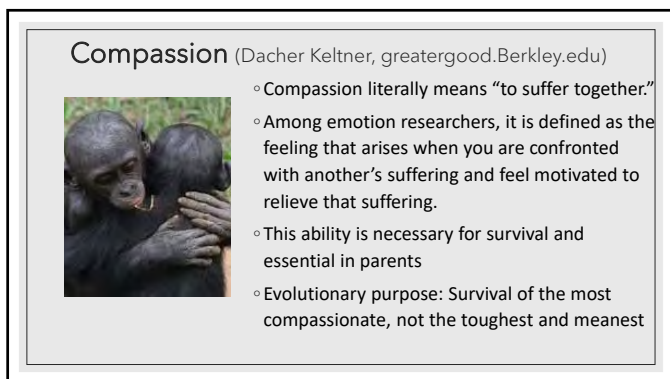 Compassion (Dacher Keltner, greatergood.Berkley.edu)
◦Compassion literally means “to suffer together.”
◦Among emotion researchers, it is defined as the
feeling that arises when you are confronted
with another’s suffering and feel motivated to
relieve that suffering.
◦This ability is necessary for survival and
essential in parents
◦Evolutionary purpose: Survival of the most
compassionate, not the toughest and meanest